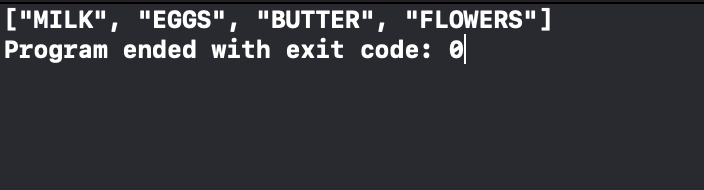 ["MILK", "EGGS", "BUTTER", "FLOWERS"]
Program ended with exit code: 0